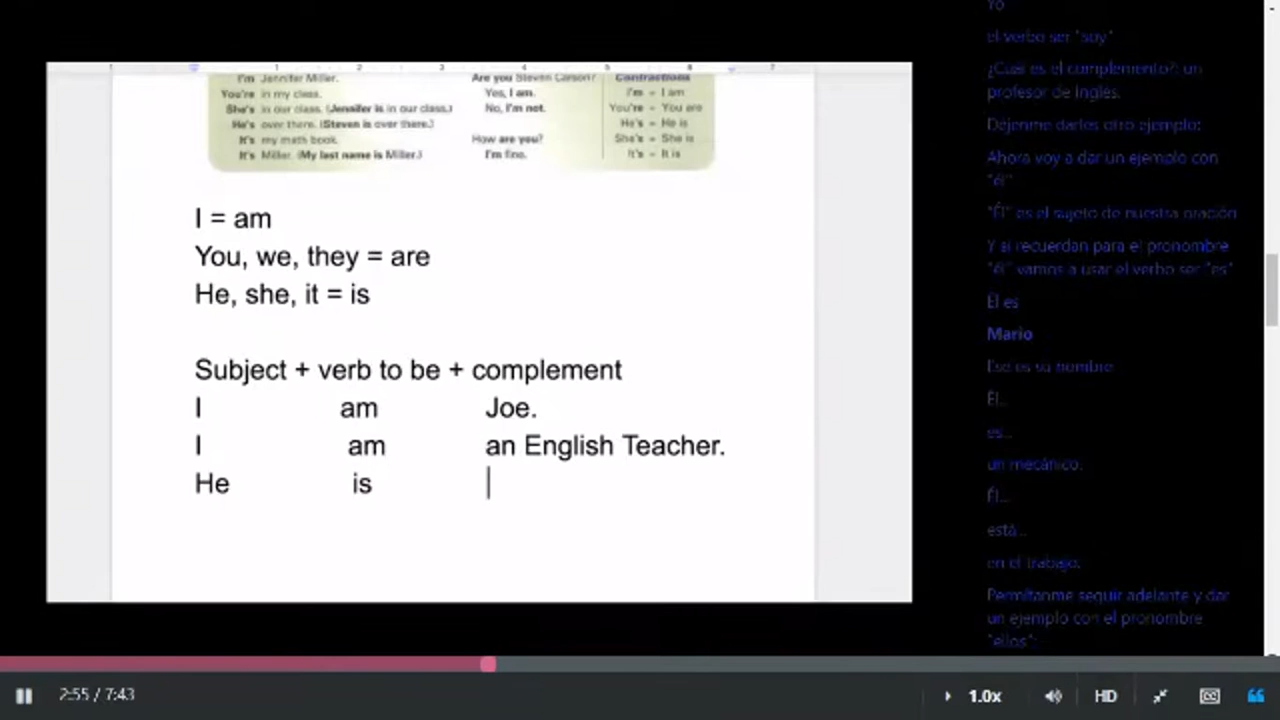 I'm Jennifer Miller.
You're in my class.
She's in our class. (Jennifer is in our class.)
He's over there. (Steven is over there.)
It's my math book.
It's Miller. (My last name is Miller.)
Are you Steven Carson?
Yes, I am.
No, I'm not.
How are you?
I'm fine.
Contractions
I'm = I am
You're = You are
He's = He is
She's = She is
It's = It is
I = am
You, we, they = are
He, she, it = is
Subject + verb to be + complement
I am Joe.
I am an English Teacher.
He is
Yo
el verbo ser "soy"
¿Cuál es el complemento?: un
profesor de Inglés.
Déjenme darles otro ejemplo:
Ahora voy a dar un ejemplo con
"él"
"Él" es el sujeto de nuestra oración
Y si recuerdan para el pronombre
"él" vamos a usar el verbo ser "es"
Él es
Mario
Ese es su nombre
Él...
es...
un mecánico.
Él...
está...
en el trabajo.
Permítanme seguir adelante y dar
un ejemplo con el pronombre
"ellos":
2:55 / 7:43
1.0x
HD
CC